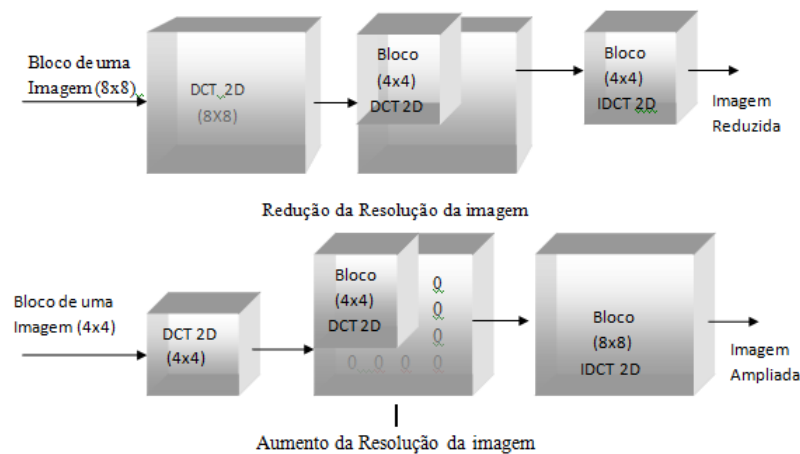 Bloco de uma
Imagem (8x8)
DCT 2D
(8X8)
Bloco
(4x4)
DCT 2D
Bloco
(4x4)
IDCT 2D
Imagem
Reduzida
Redução da Resolução da imagem
Bloco de uma
Imagem (4x4)
DCT 2D
(4x4)
Bloco
(4x4)
DCT 2D
0
0
0
0 0 0 0
Bloco
(8x8)
IDCT 2D
Imagem
Ampliada
Aumento da Resolução da imagem